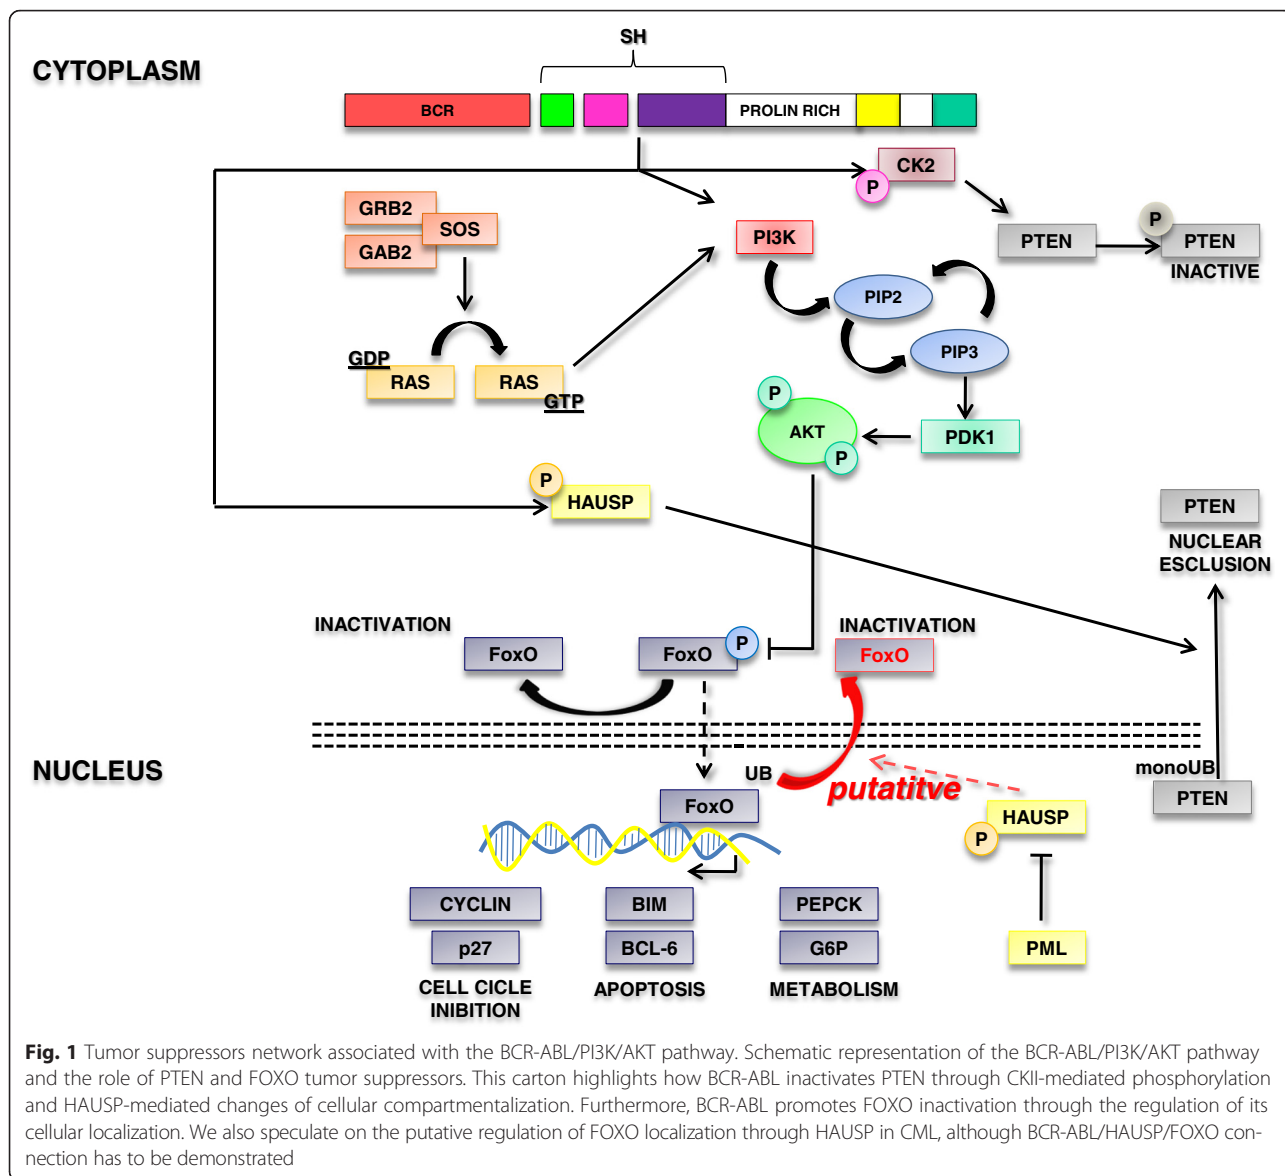 SH
CYTOPLASM
BCR
PROLIN RICH
CK2
P
GRB2
SOS
GAB2
PI3K
PTEN
P
PTEN
INACTIVE
PIP2
PIP3
GDP
RAS
RAS
GTP
P
AKT
P
PDK1
P
HAUSP
PTEN
NUCLEAR
ESCLUSION
INACTIVATION
FoxO
FoxO
P
INACTIVATION
FoxO
NUCLEUS
UB
putatitve
monoUB
PTEN
FoxO
HAUSP
P
CYCLIN
BIM
PEPCK
p27
BCL-6
G6P
PML
CELL CICLE
INIBITION
APOPTOSIS
METABOLISM
Fig. 1 Tumor suppressors network associated with the BCR-ABL/PI3K/AKT pathway. Schematic representation of the BCR-ABL/PI3K/AKT pathway
and the role of PTEN and FOXO tumor suppressors. This carton highlights how BCR-ABL inactivates PTEN through CKII-mediated phosphorylation
and HAUSP-mediated changes of cellular compartmentalization. Furthermore, BCR-ABL promotes FOXO inactivation through the regulation of its
cellular localization. We also speculate on the putative regulation of FOXO localization through HAUSP in CML, although BCR-ABL/HAUSP/FOXO con-
nection has to be demonstrated